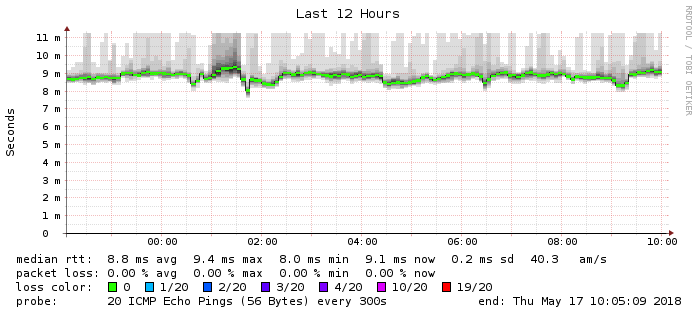 Last 12 Hours
RRDTOOL / TOBI OETIKER
Seconds
11 m
10 m
9 m
8 m
7 m
6 m
5 m
4 m
3 m
2 m
1 m
0
00:00 02:00 04:00 06:00 08:00 10:00
median rtt: 8.8 ms avg 9.4 ms max 8.0 ms min 9.1 ms now 0.2 ms sd 40.3 am/s
packet loss: 0.00 % avg 0.00 % max 0.00 % min 0.00 % now
loss color: 0 1/20 2/20 3/20 4/20 10/20 19/20
probe: 20 ICMP Echo Pings (56 Bytes) every 300s end: Thu May 17 10:05:09 2018